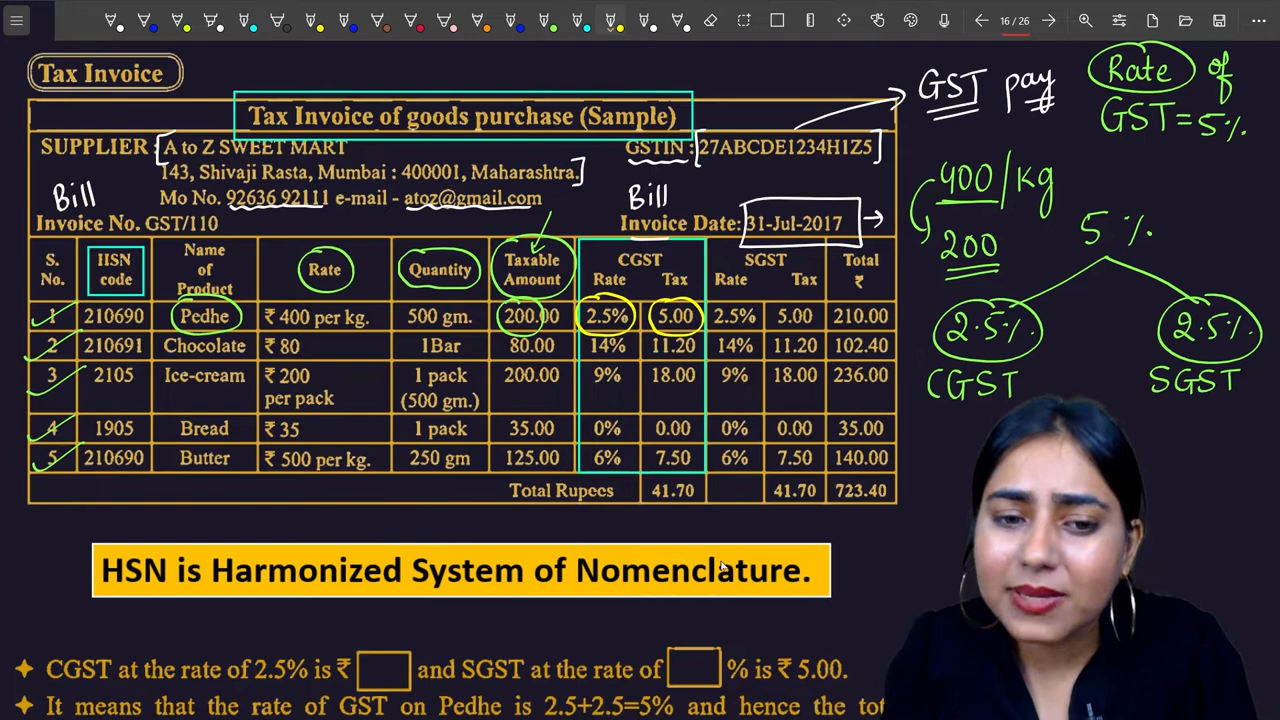 16 / 26
Tax Invoice
GST pay
Rate of
GST = 5%
Tax Invoice of goods purchase (Sample)
SUPPLIER : A to Z SWEET MART
GSTIN : 27ABCDE1234H1Z5
143, Shivaji Rasta, Mumbai : 400001, Maharashtra.
400/kg
Bill
Mo No. 92636 92111 e-mail - atoz@gmail.com
Bill
Invoice No. GST/110
Invoice Date: 31-Jul-2017
200
5 %
S. No. HSN code Name of Product Rate Quantity Taxable Amount CGST Rate Tax SGST Rate Tax Total ₹
1 210690 Pedhe ₹ 400 per kg. 500 gm. 200.00 2.5% 5.00 2.5% 5.00 210.00
2.5% 2.5%
2 210691 Chocolate ₹ 80 1Bar 80.00 14% 11.20 14% 11.20 102.40
3 2105 Ice-cream ₹ 200 per pack 1 pack (500 gm.) 200.00 9% 18.00 9% 18.00 236.00
CGST SGST
4 1905 Bread ₹ 35 1 pack 35.00 0% 0.00 0% 0.00 35.00
5 210690 Butter ₹ 500 per kg. 250 gm 125.00 6% 7.50 6% 7.50 140.00
Total Rupees 41.70 41.70 723.40
HSN is Harmonized System of Nomenclature.
CGST at the rate of 2.5% is ₹ and SGST at the rate of % is ₹ 5.00.
It means that the rate of GST on Pedhe is 2.5+2.5=5% and hence the